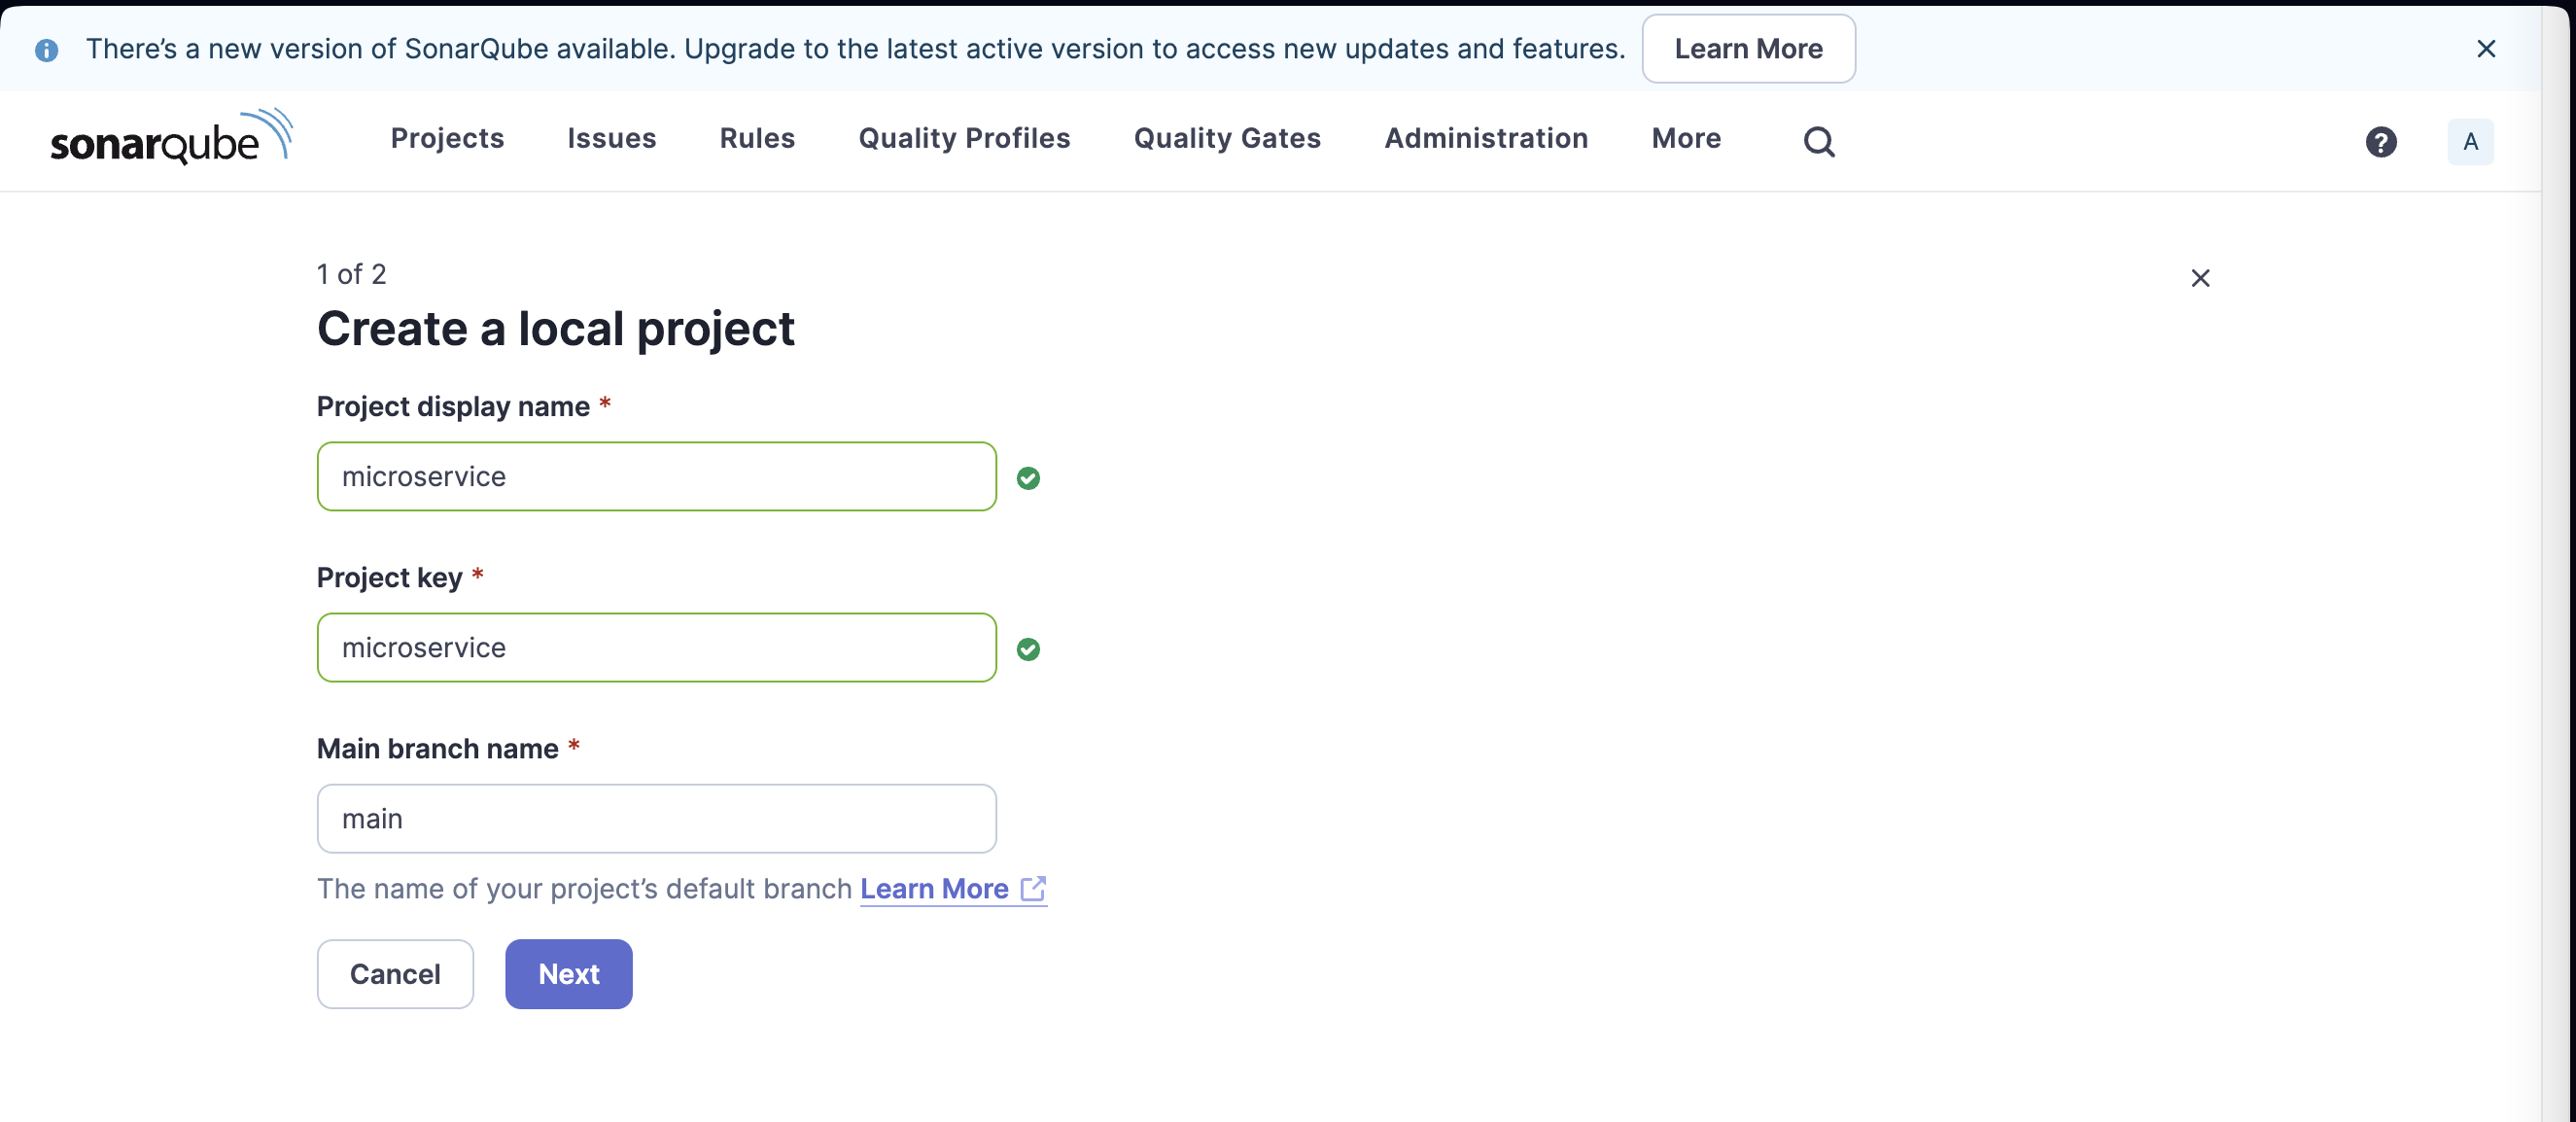 There’s a new version of SonarQube available. Upgrade to the latest active version to access new updates and features. Learn More
sonarqube Projects Issues Rules Quality Profiles Quality Gates Administration More A
1 of 2
Create a local project
Project display name *
microservice
Project key *
microservice
Main branch name *
main
The name of your project’s default branch Learn More
Cancel Next